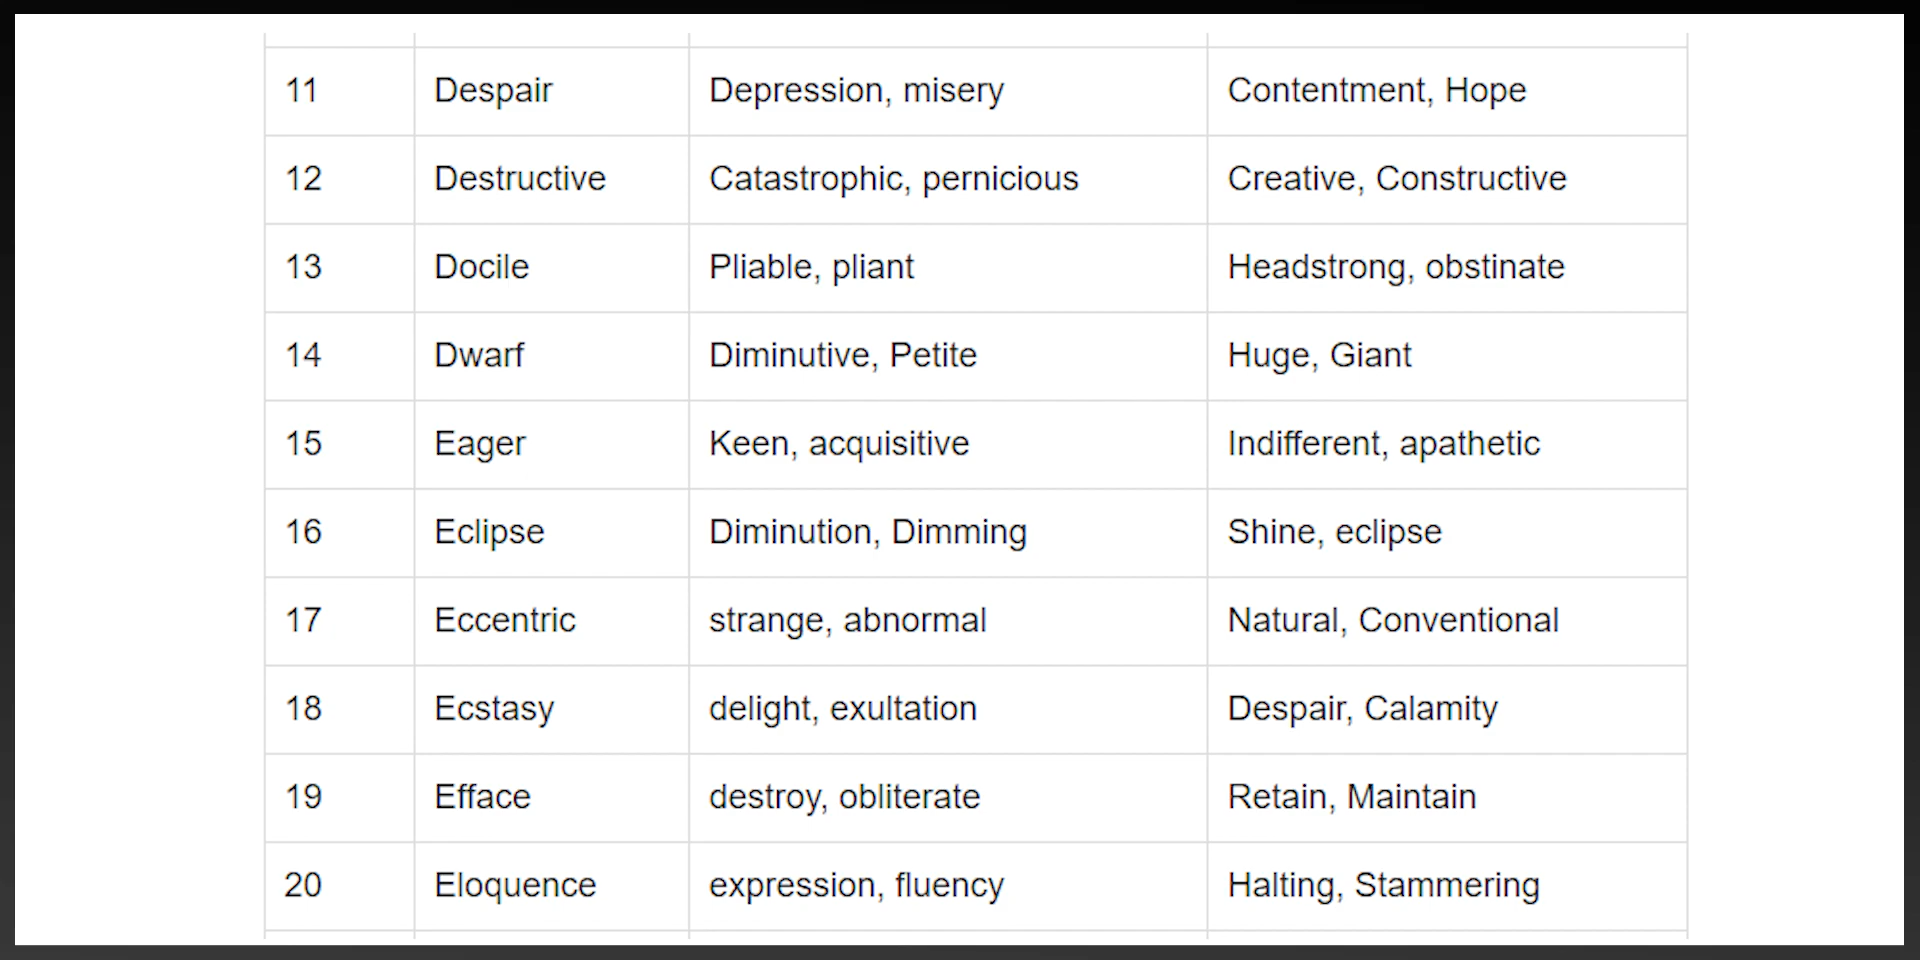 11 Despair Depression, misery Contentment, Hope
12 Destructive Catastrophic, pernicious Creative, Constructive
13 Docile Pliable, pliant Headstrong, obstinate
14 Dwarf Diminutive, Petite Huge, Giant
15 Eager Keen, acquisitive Indifferent, apathetic
16 Eclipse Diminution, Dimming Shine, eclipse
17 Eccentric strange, abnormal Natural, Conventional
18 Ecstasy delight, exultation Despair, Calamity
19 Efface destroy, obliterate Retain, Maintain
20 Eloquence expression, fluency Halting, Stammering